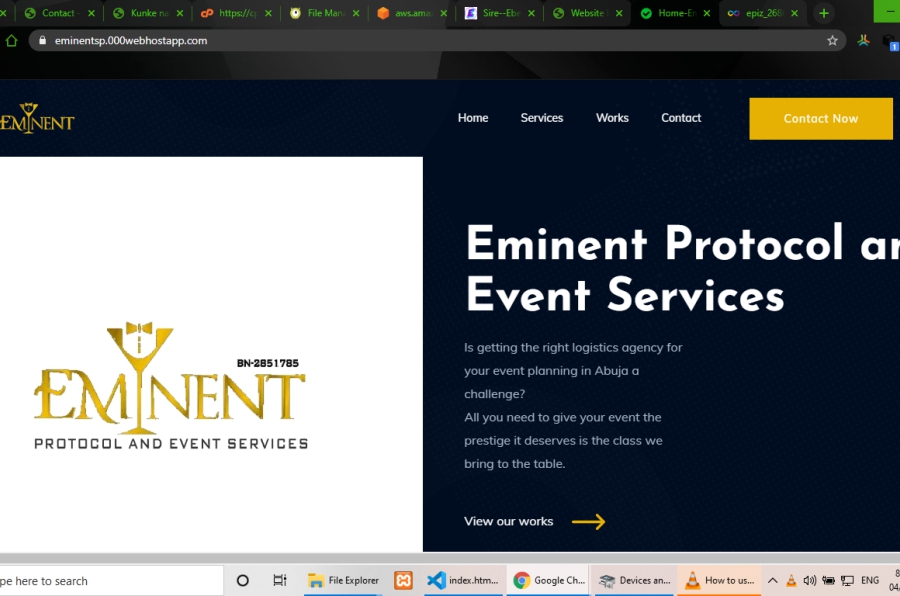 Contact
Kunke na
https://cp
File Man
aws.ama
Sire--Ebe
Website
Home-E
epiz_268
eminentsp.000webhostapp.com
1
EMINENT
Home
Services
Works
Contact
Contact Now
Eminent Protocol a
Event Services
Is getting the right logistics agency for
your event planning in Abuja a
challenge?
All you need to give your event the
prestige it deserves is the class we
bring to the table.
View our works
BN-2851785
EMINENT
PROTOCOL AND EVENT SERVICES
pe here to search
File Explorer
index.htm...
Google Ch...
Devices an...
How to us...
ENG
8
04/